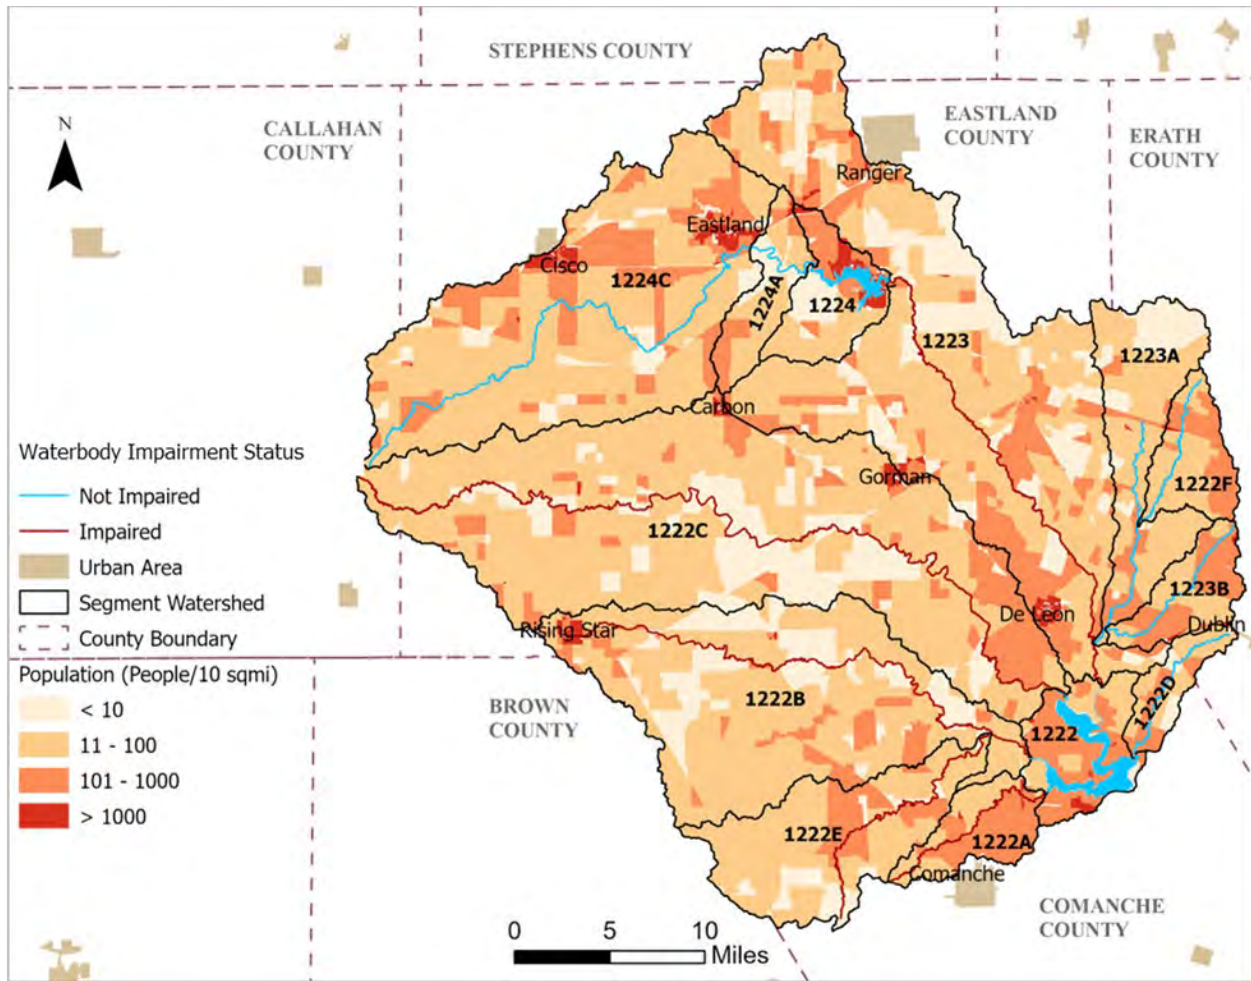 STEPHENS COUNTY
CALLAHAN
COUNTY
EASTLAND
COUNTY
ERATH
COUNTY
N
Ranger
Eastland
Cisco
1224C
1224A
1224
1223
1223A
Carbon
Gorman
1222F
1222C
1223B
De Leon
Dublin
Rising Star
1222B
1222D
1222
BROWN
COUNTY
1222E
1222A
Comanche
COMANCHE
COUNTY
Waterbody Impairment Status
Not Impaired
Impaired
Urban Area
Segment Watershed
County Boundary
Population (People/10 sqmi)
< 10
11 - 100
101 - 1000
> 1000
0 5 10
Miles